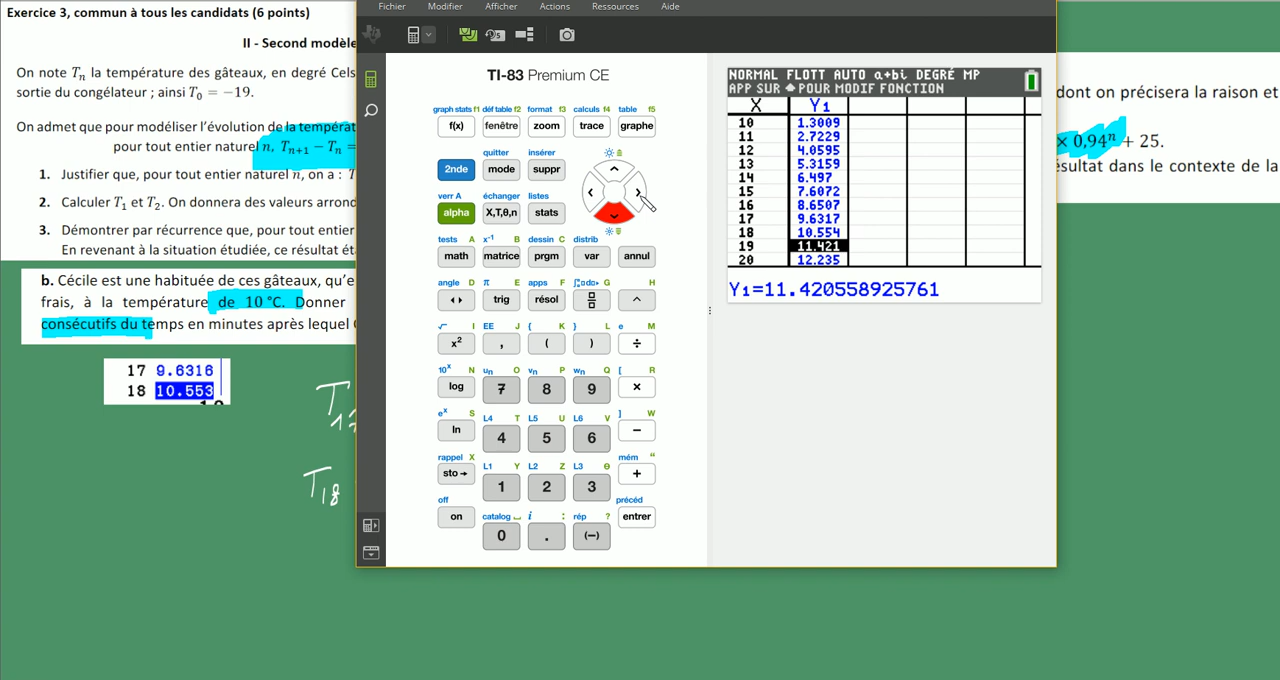 Exercice 3, commun à tous les candidats (6 points)
II - Second modèle
On note Tn la température des gâteaux, en degré Cels
sortie du congélateur ; ainsi T0 = −19.
On admet que pour modéliser l'évolution de la températ
pour tout entier naturel n, Tn+1 − Tn =
1. Justifier que, pour tout entier naturel n, on a : T
2. Calculer T1 et T2. On donnera des valeurs arrond
3. Démontrer par récurrence que, pour tout entier
En revenant à la situation étudiée, ce résultat ét
b. Cécile est une habituée de ces gâteaux, qu'e
frais, à la température de 10 °C. Donner
consécutifs du temps en minutes après lequel
17 9.6316
18 10.553
T17
T18
Fichier Modifier Afficher Actions Ressources Aide
TI-83 Premium CE
graph stats f1 déf table f2 format f3 calculs f4 table f5
f(x) fenêtre zoom trace graphe
quitter insérer
2nde mode suppr
verr A échanger listes
alpha X,T,θ,n stats
tests A x⁻¹ B dessin C distrib
math matrice prgm var annul
angle D π E apps F G H
trig résol ^
√ I EE J { K } L e M
x² , ( ) ÷
10ˣ N un O vn P wn Q [ R
log 7 8 9 ×
eˣ S L4 T L5 U L6 V ] W
ln 4 5 6 −
rappel X L1 Y L2 Z L3 θ mém "
sto→ 1 2 3 +
off catalog i : rép ? précéd
on 0 . (−) entrer
NORMAL FLOTT AUTO a+bi DEGRÉ MP
APP SUR POUR MODIF FONCTION
X Y1
10 1.3009
11 2.7229
12 4.0595
13 5.3159
14 6.497
15 7.6072
16 8.6507
17 9.6317
18 10.554
19 11.421
20 12.235
Y1=11.420558925761
dont on précisera la raison et
× 0,94ⁿ + 25.
ésultat dans le contexte de la